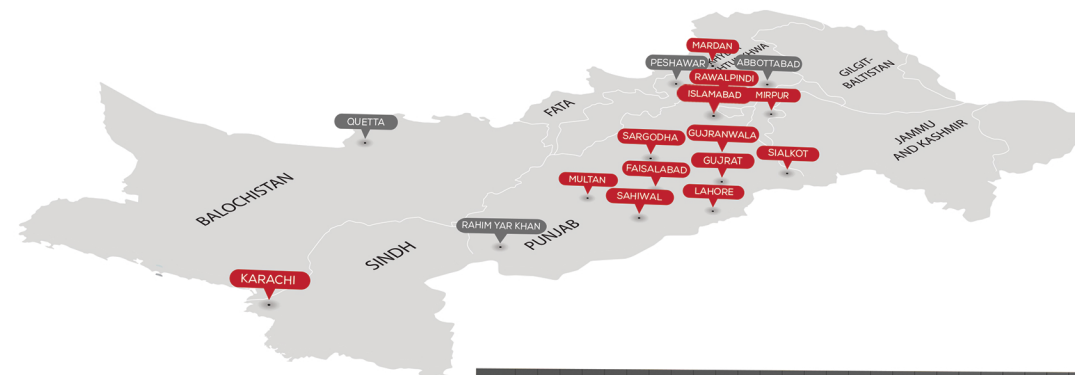 MARDAN
PESHAWAR
ABBOTTABAD
RAWALPINDI
ISLAMABAD
MIRPUR
GILGIT-
BALTISTAN
FATA
QUETTA
JAMMU
AND KASHMIR
SARGODHA
GUJRANWALA
SIALKOT
FAISALABAD
GUJRAT
MULTAN
SAHIWAL
LAHORE
BALOCHISTAN
RAHIM YAR KHAN
PUNJAB
SINDH
KARACHI